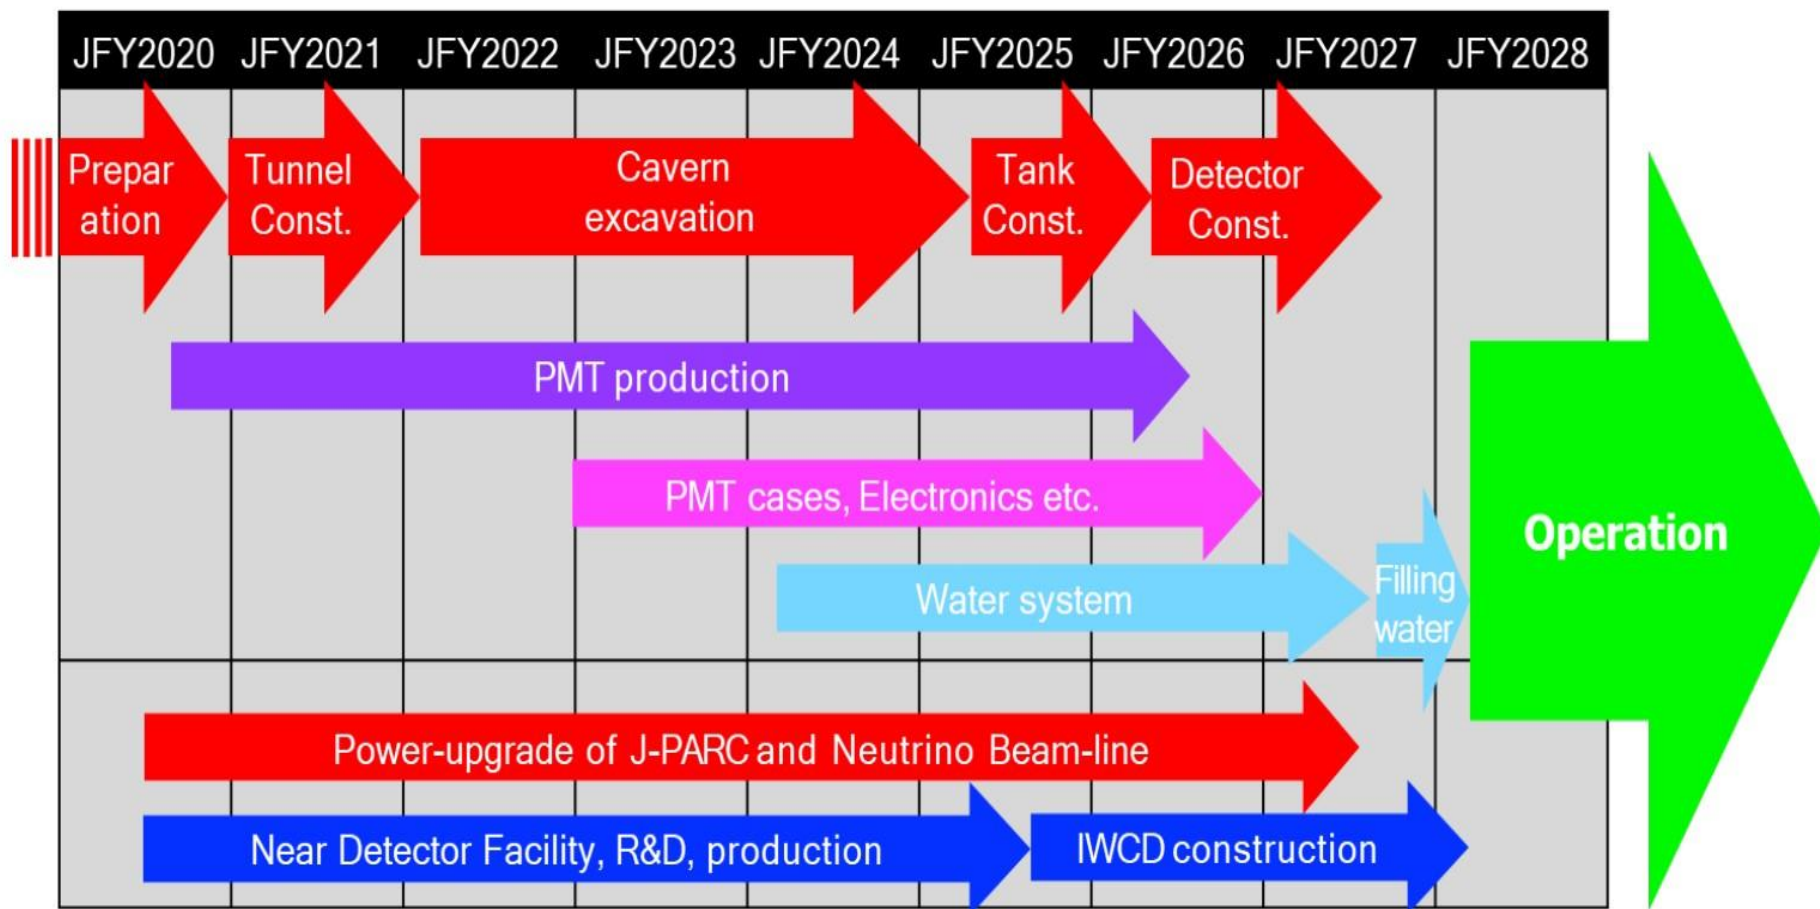 JFY2020 JFY2021 JFY2022 JFY2023 JFY2024 JFY2025 JFY2026 JFY2027 JFY2028
Prepar
ation
Tunnel
Const.
Cavern
excavation
Tank
Const.
Detector
Const.
PMT production
PMT cases, Electronics etc.
Water system
Filling
water
Operation
Power-upgrade of J-PARC and Neutrino Beam-line
Near Detector Facility, R&D, production
IWCD construction